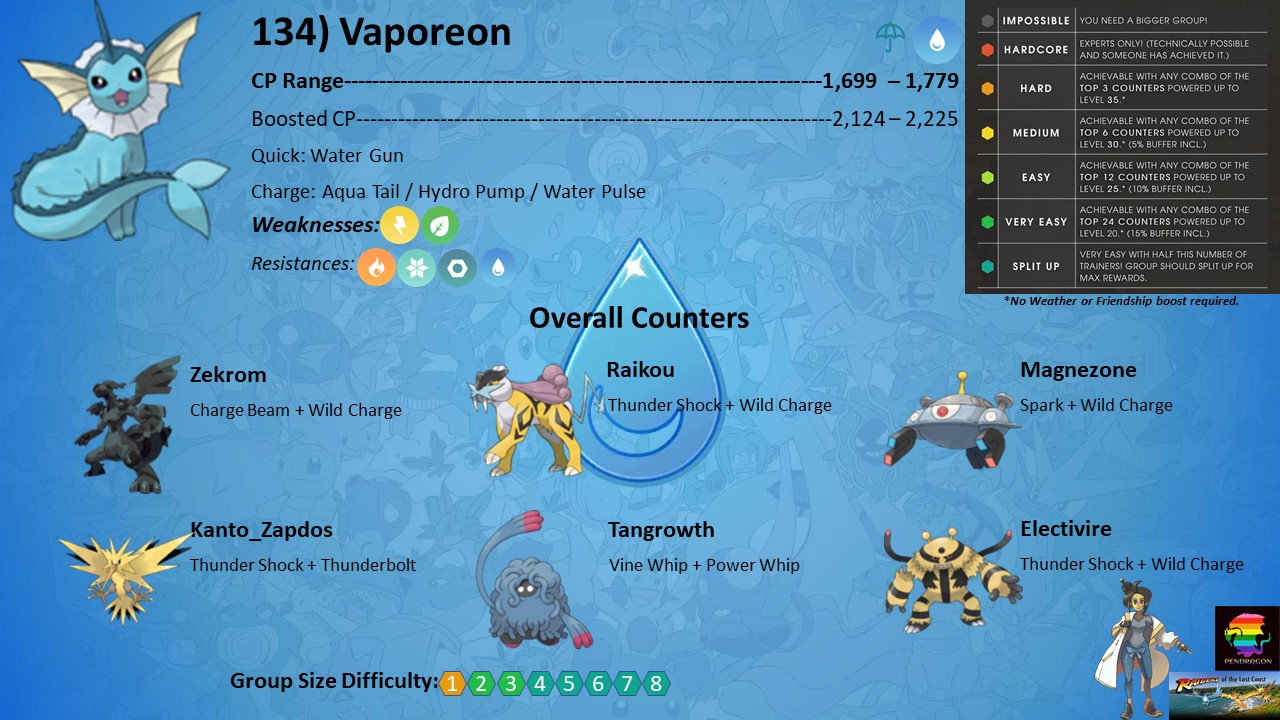 134) Vaporeon
CP Range------------------------------------------------------------------1,699 – 1,779
Boosted CP------------------------------------------------------------------2,124 – 2,225
Quick: Water Gun
Charge: Aqua Tail / Hydro Pump / Water Pulse
Weaknesses:
Resistances:
IMPOSSIBLE YOU NEED A BIGGER GROUP!
HARDCORE EXPERTS ONLY! (TECHNICALLY POSSIBLE
AND SOMEONE HAS ACHIEVED IT.)
HARD ACHIEVABLE WITH ANY COMBO OF THE
TOP 3 COUNTERS POWERED UP TO
LEVEL 35.*
MEDIUM ACHIEVABLE WITH ANY COMBO OF THE
TOP 6 COUNTERS POWERED UP TO
LEVEL 30.* (5% BUFFER INCL.)
EASY ACHIEVABLE WITH ANY COMBO OF THE
TOP 12 COUNTERS POWERED UP TO
LEVEL 25.* (10% BUFFER INCL.)
VERY EASY ACHIEVABLE WITH ANY COMBO OF THE
TOP 24 COUNTERS POWERED UP TO
LEVEL 20.* (15% BUFFER INCL.)
SPLIT UP VERY EASY WITH HALF THIS NUMBER OF
TRAINERS! GROUP SHOULD SPLIT UP FOR
MAX REWARDS.
*No Weather or Friendship boost required.
Overall Counters
Zekrom
Charge Beam + Wild Charge
Raikou
Thunder Shock + Wild Charge
Magnezone
Spark + Wild Charge
Kanto_Zapdos
Thunder Shock + Thunderbolt
Tangrowth
Vine Whip + Power Whip
Electivire
Thunder Shock + Wild Charge
Group Size Difficulty: 1 2 3 4 5 6 7 8
PENDRAGON
RAIDERS of the Lost Coast